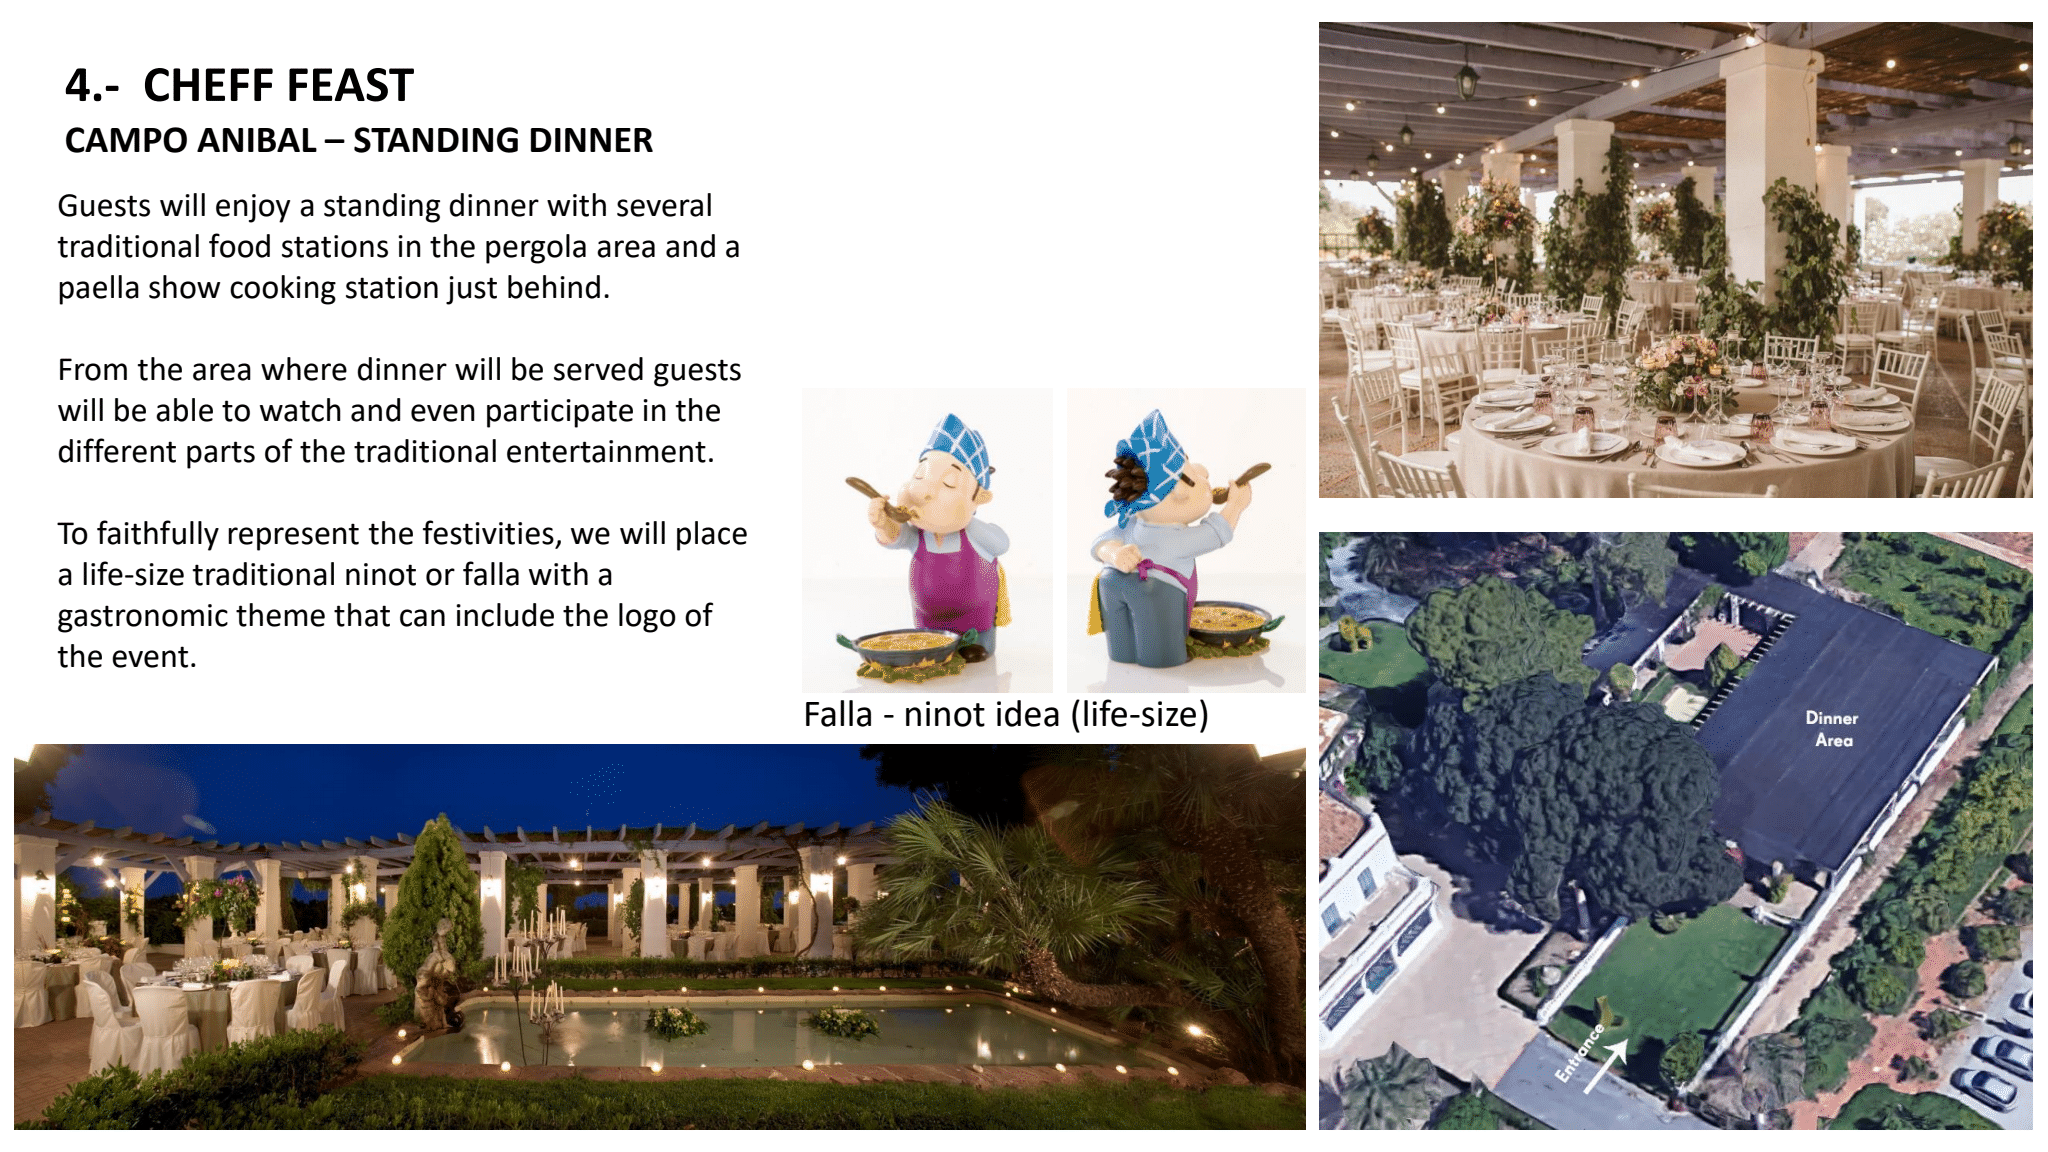 4.-  CHEFF FEAST
CAMPO ANIBAL – STANDING DINNER
Guests will enjoy a standing dinner with several
traditional food stations in the pergola area and a
paella show cooking station just behind.
From the area where dinner will be served guests
will be able to watch and even participate in the
different parts of the traditional entertainment.
To faithfully represent the festivities, we will place
a life-size traditional ninot or falla with a
gastronomic theme that can include the logo of
the event.
Falla - ninot idea (life-size)
Dinner
Area
Entrance